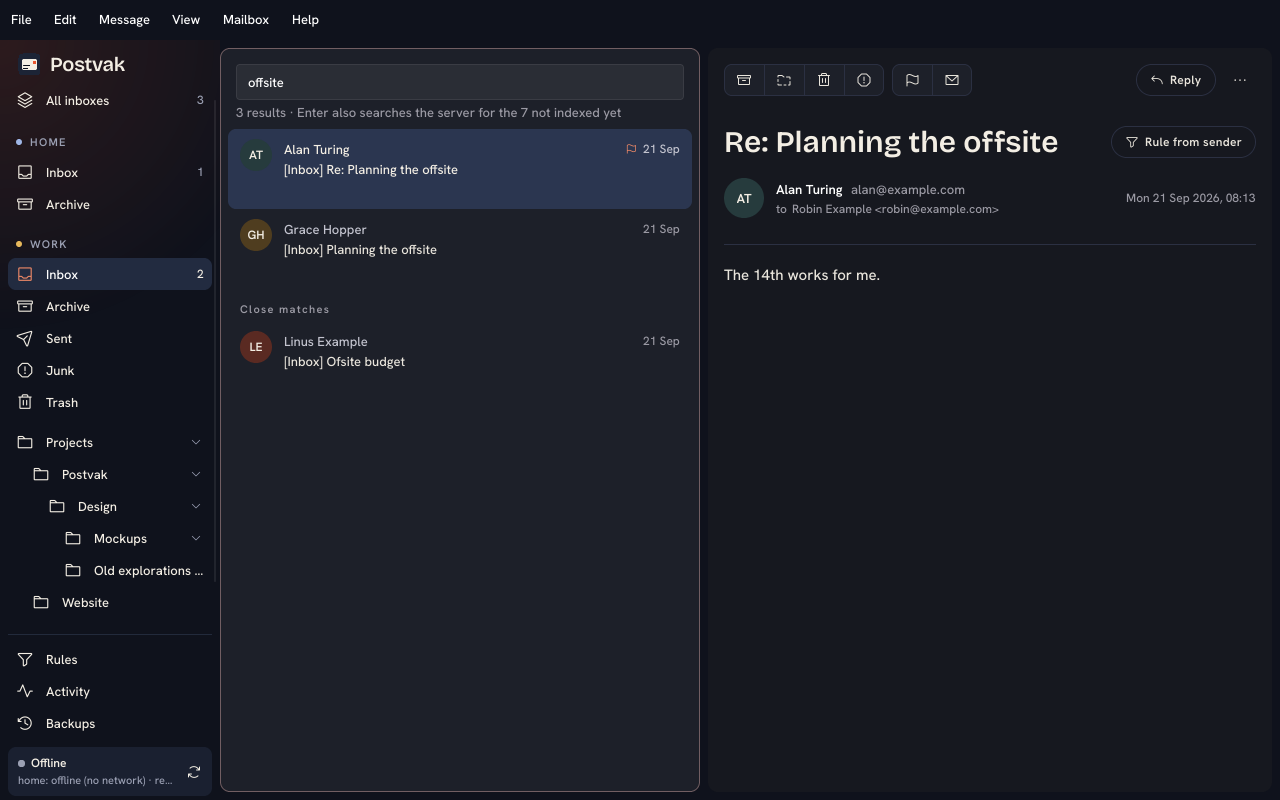 File Edit Message View Mailbox Help
Postvak
All inboxes 3
HOME
Inbox 1
Archive
WORK
Inbox 2
Archive
Sent
Junk
Trash
Projects
Postvak
Design
Mockups
Old explorations …
Website
Rules
Activity
Backups
Offline
home: offline (no network) · re…
offsite
3 results · Enter also searches the server for the 7 not indexed yet
AT Alan Turing 21 Sep
[Inbox] Re: Planning the offsite
GH Grace Hopper 21 Sep
[Inbox] Planning the offsite
Close matches
LE Linus Example 21 Sep
[Inbox] Ofsite budget
Reply
Re: Planning the offsite
Rule from sender
AT Alan Turing alan@example.com
to Robin Example <robin@example.com>
Mon 21 Sep 2026, 08:13
The 14th works for me.